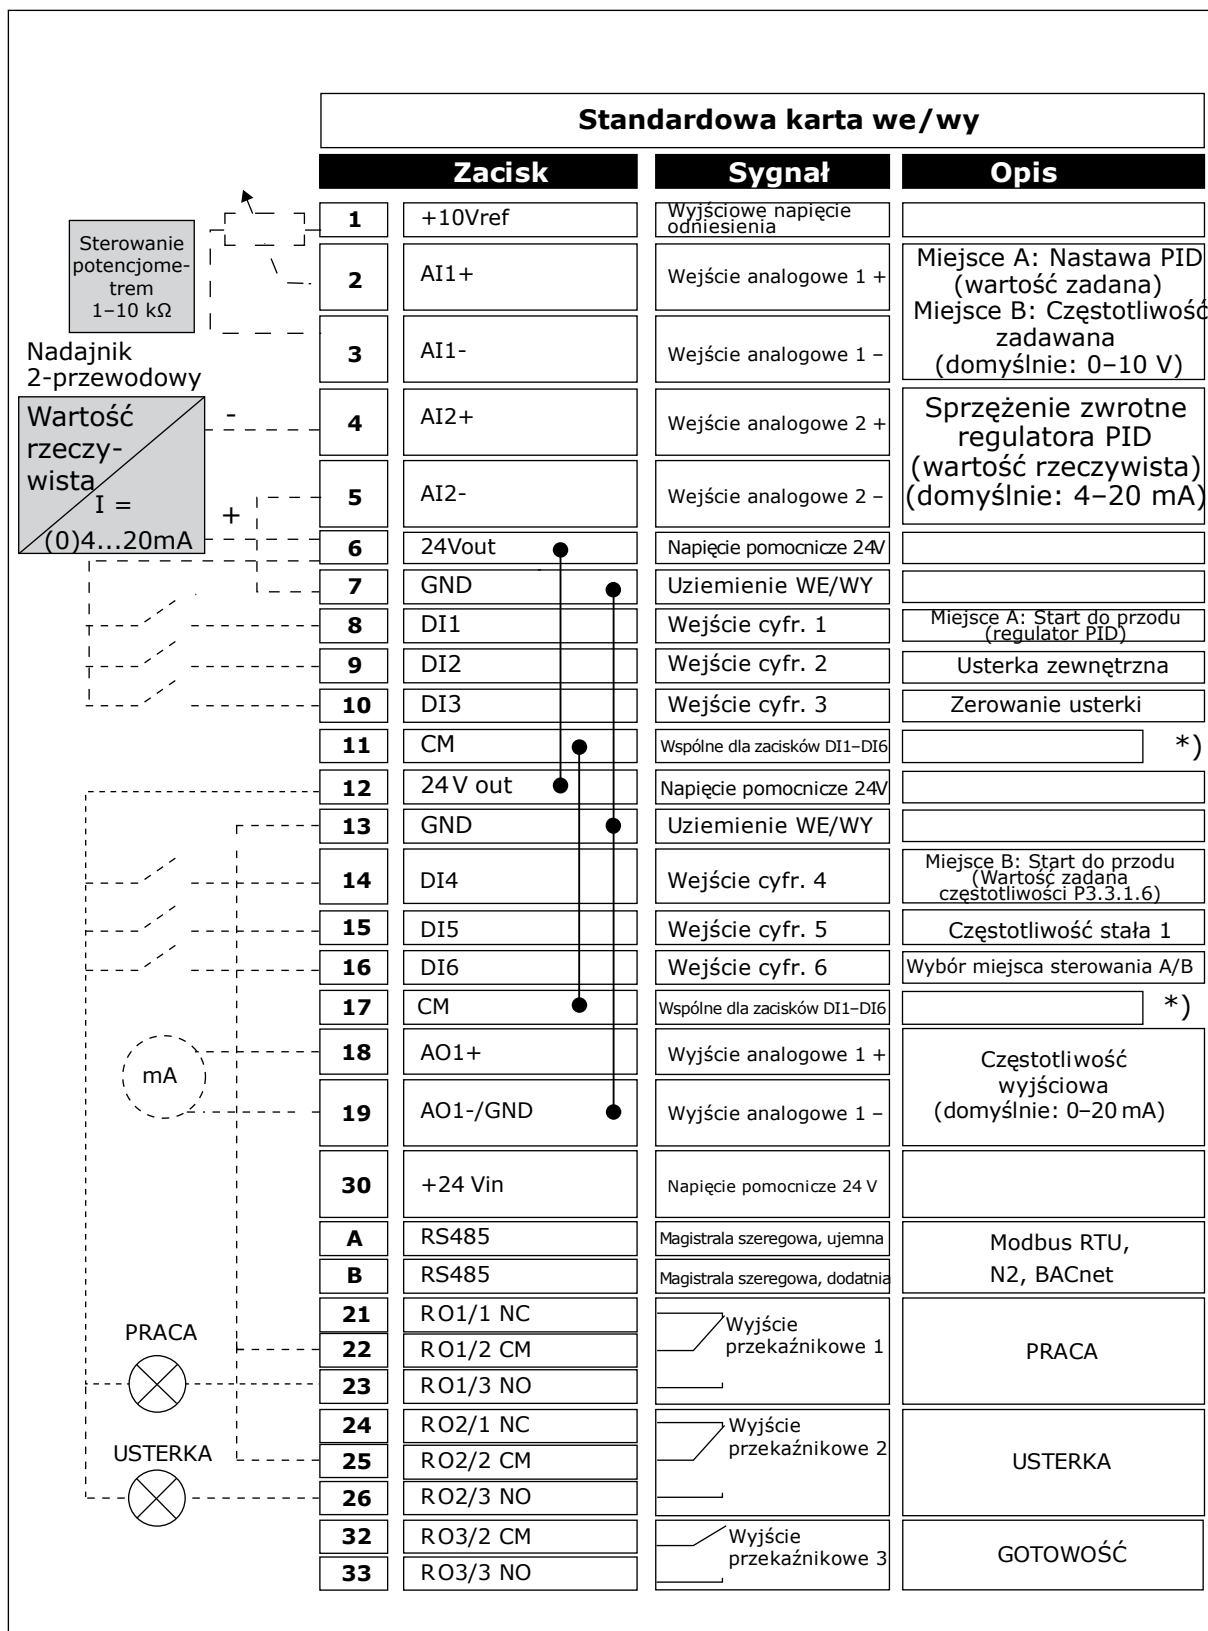 Standardowa karta we/wy
Zacisk Sygnał Opis
Sterowanie
potencjome-
trem
1–10 kΩ
Nadajnik
2-przewodowy
Wartość
rzeczy-
wista
I =
(0)4...20mA
-
+
1 +10Vref Wyjściowe napięcie
odniesienia
2 AI1+ Wejście analogowe 1 +
3 AI1- Wejście analogowe 1 –
Miejsce A: Nastawa PID
(wartość zadana)
Miejsce B: Częstotliwość
zadawana
(domyślnie: 0–10 V)
4 AI2+ Wejście analogowe 2 +
5 AI2- Wejście analogowe 2 –
Sprzężenie zwrotne
regulatora PID
(wartość rzeczywista)
(domyślnie: 4–20 mA)
6 24Vout Napięcie pomocnicze 24V
7 GND Uziemienie WE/WY
8 DI1 Wejście cyfr. 1 Miejsce A: Start do przodu
(regulator PID)
9 DI2 Wejście cyfr. 2 Usterka zewnętrzna
10 DI3 Wejście cyfr. 3 Zerowanie usterki
11 CM Wspólne dla zacisków DI1–DI6 *)
12 24V out Napięcie pomocnicze 24V
13 GND Uziemienie WE/WY
14 DI4 Wejście cyfr. 4 Miejsce B: Start do przodu
(Wartość zadana
częstotliwości P3.3.1.6)
15 DI5 Wejście cyfr. 5 Częstotliwość stała 1
16 DI6 Wejście cyfr. 6 Wybór miejsca sterowania A/B
17 CM Wspólne dla zacisków DI1–DI6 *)
mA
18 AO1+ Wyjście analogowe 1 +
19 AO1-/GND Wyjście analogowe 1 –
Częstotliwość
wyjściowa
(domyślnie: 0–20 mA)
30 +24 Vin Napięcie pomocnicze 24 V
A RS485 Magistrala szeregowa, ujemna
B RS485 Magistrala szeregowa, dodatnia
Modbus RTU,
N2, BACnet
PRACA
21 RO1/1 NC
22 RO1/2 CM
23 RO1/3 NO
Wyjście
przekaźnikowe 1
PRACA
USTERKA
24 RO2/1 NC
25 RO2/2 CM
26 RO2/3 NO
Wyjście
przekaźnikowe 2
USTERKA
32 RO3/2 CM
33 RO3/3 NO
Wyjście
przekaźnikowe 3
GOTOWOŚĆ